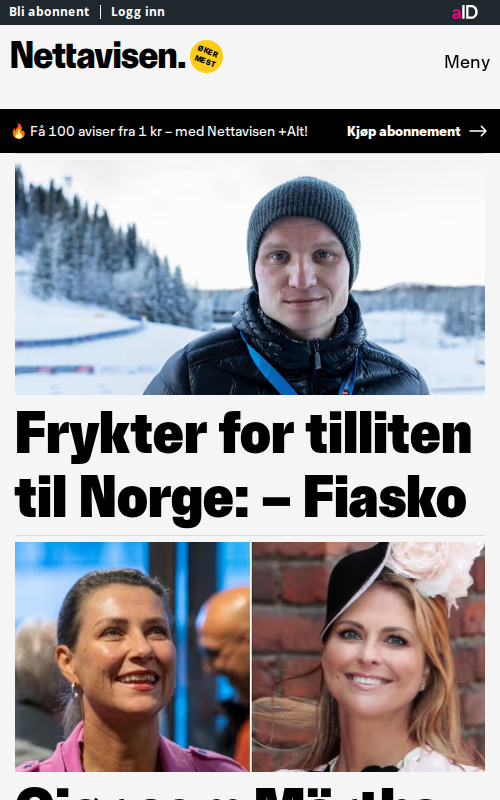 Bli abonnent | Logg inn
aID
Nettavisen.
ØKER
MEST
Meny
🔥 Få 100 aviser fra 1 kr – med Nettavisen +Alt!
Kjøp abonnement →
Frykter for tilliten
til Norge: – Fiasko